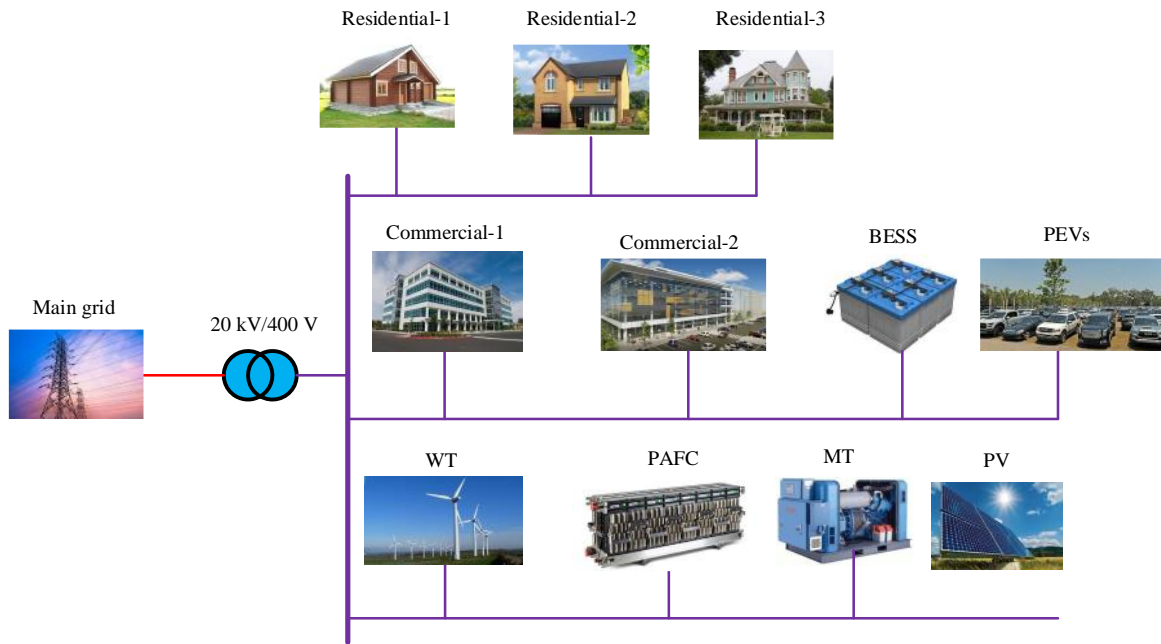 Residential-1
Residential-2
Residential-3
Commercial-1
Commercial-2
BESS
PEVs
Main grid
20 kV/400 V
WT
PAFC
MT
PV